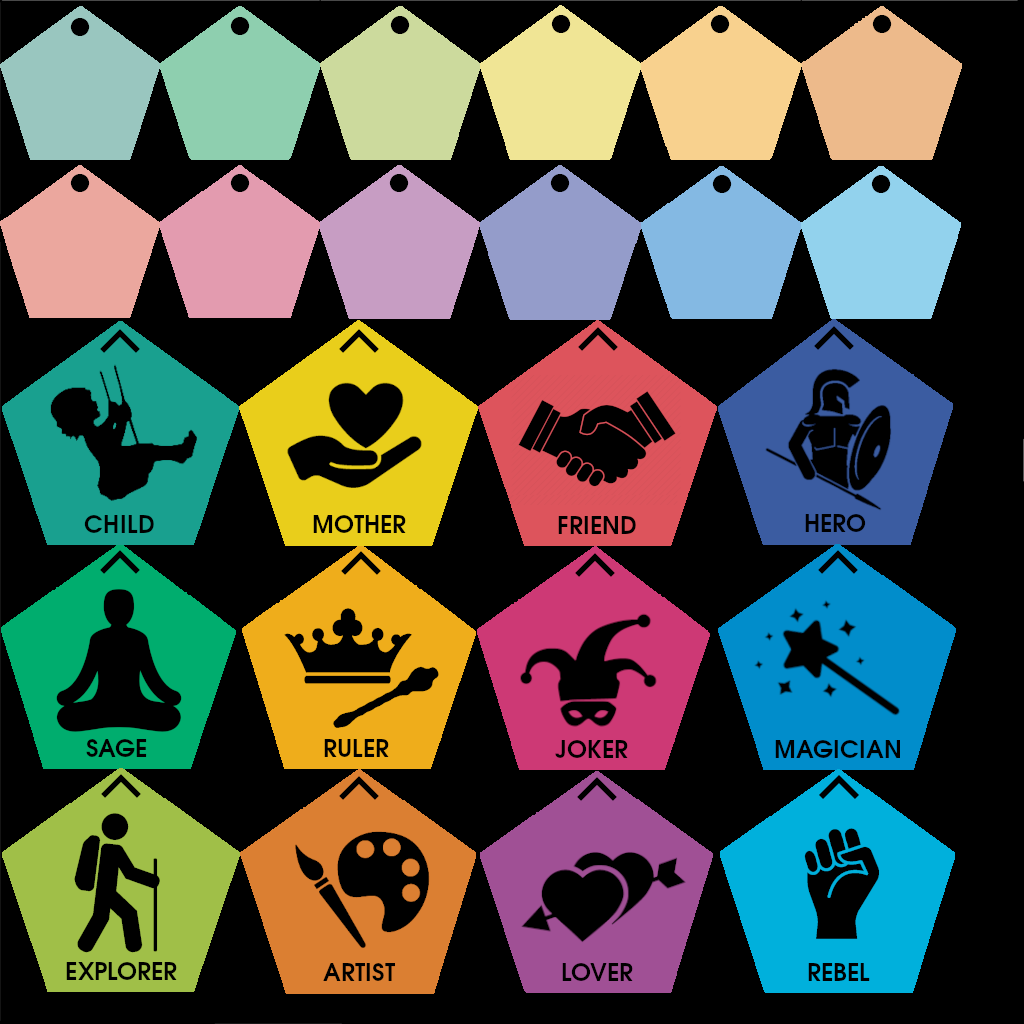 CHILD
MOTHER
FRIEND
HERO
SAGE
RULER
JOKER
MAGICIAN
EXPLORER
ARTIST
LOVER
REBEL